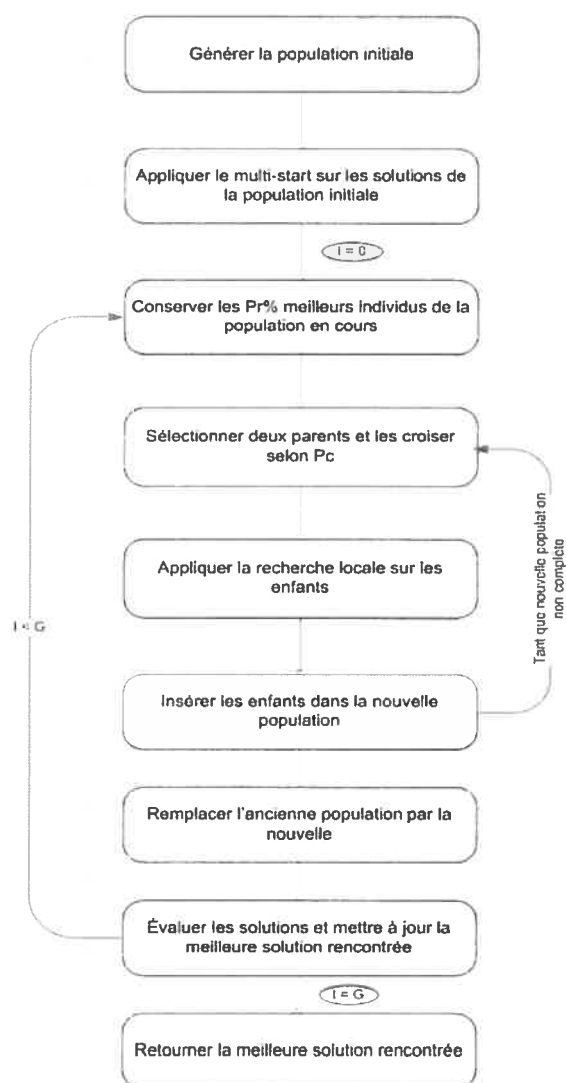 Générer la population initiale
Appliquer le multi-start sur les solutions de
la population initiale
I = 0
Conserver les Pr% meilleurs individus de la
population en cours
Sélectionner deux parents et les croiser
selon Pc
Tant que nouvelle population
non complète
Appliquer la recherche locale sur les
enfants
I < G
Insérer les enfants dans la nouvelle
population
Remplacer l'ancienne population par la
nouvelle
Évaluer les solutions et mettre à jour la
meilleure solution rencontrée
I = G
Retourner la meilleure solution rencontrée